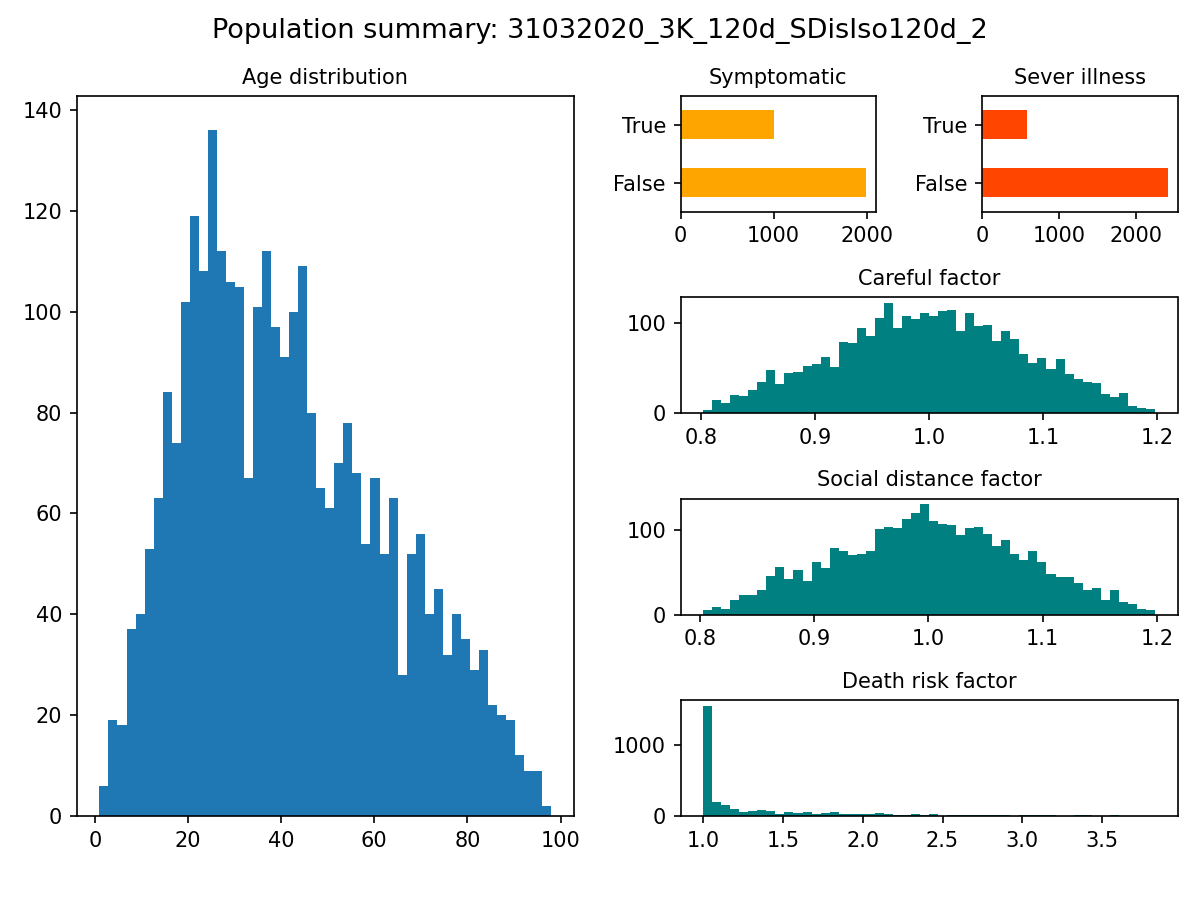 Population summary: 31032020_3K_120d_SDisIso120d_2
Age distribution
140
120
100
80
60
40
20
0
0 20 40 60 80 100
Symptomatic
True
False
0 1000 2000
Sever illness
True
False
0 1000 2000
Careful factor
100
0
0.8 0.9 1.0 1.1 1.2
Social distance factor
100
0
0.8 0.9 1.0 1.1 1.2
Death risk factor
1000
0
1.0 1.5 2.0 2.5 3.0 3.5